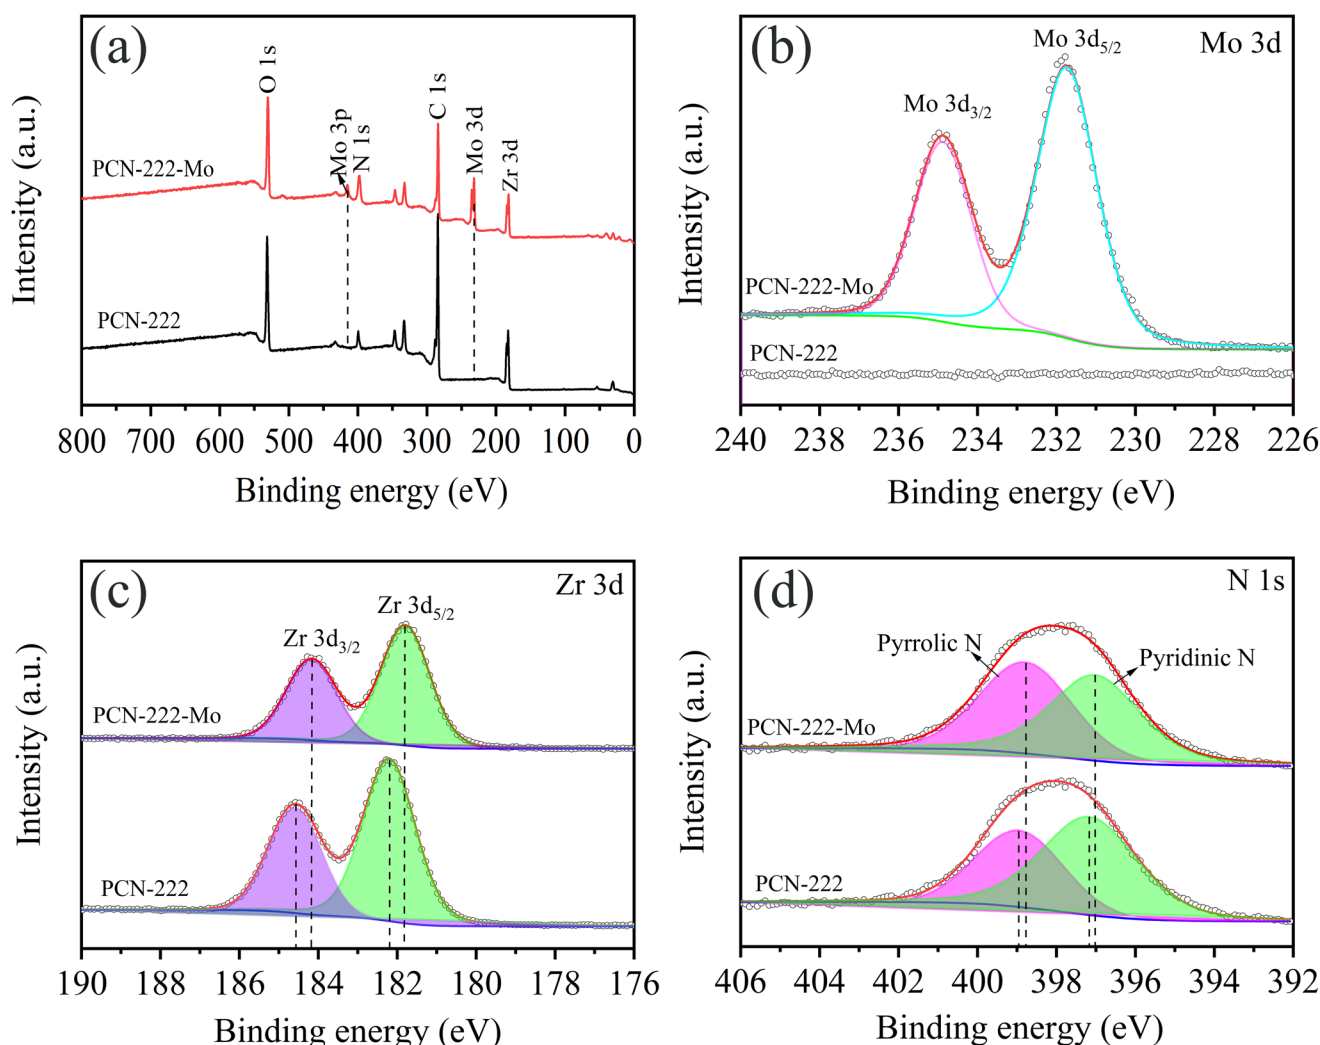 (a)
O 1s
Mo 3p
N 1s
C 1s
Mo 3d
Zr 3d
PCN-222-Mo
PCN-222
Intensity (a.u.)
800 700 600 500 400 300 200 100 0
Binding energy (eV)
(b)
Mo 3d
Mo 3d5/2
Mo 3d3/2
PCN-222-Mo
PCN-222
Intensity (a.u.)
240 238 236 234 232 230 228 226
Binding energy (eV)
(c)
Zr 3d
Zr 3d5/2
Zr 3d3/2
PCN-222-Mo
PCN-222
Intensity (a.u.)
190 188 186 184 182 180 178 176
Binding energy (eV)
(d)
N 1s
Pyrrolic N
Pyridinic N
PCN-222-Mo
PCN-222
Intensity (a.u.)
406 404 402 400 398 396 394 392
Binding energy (eV)